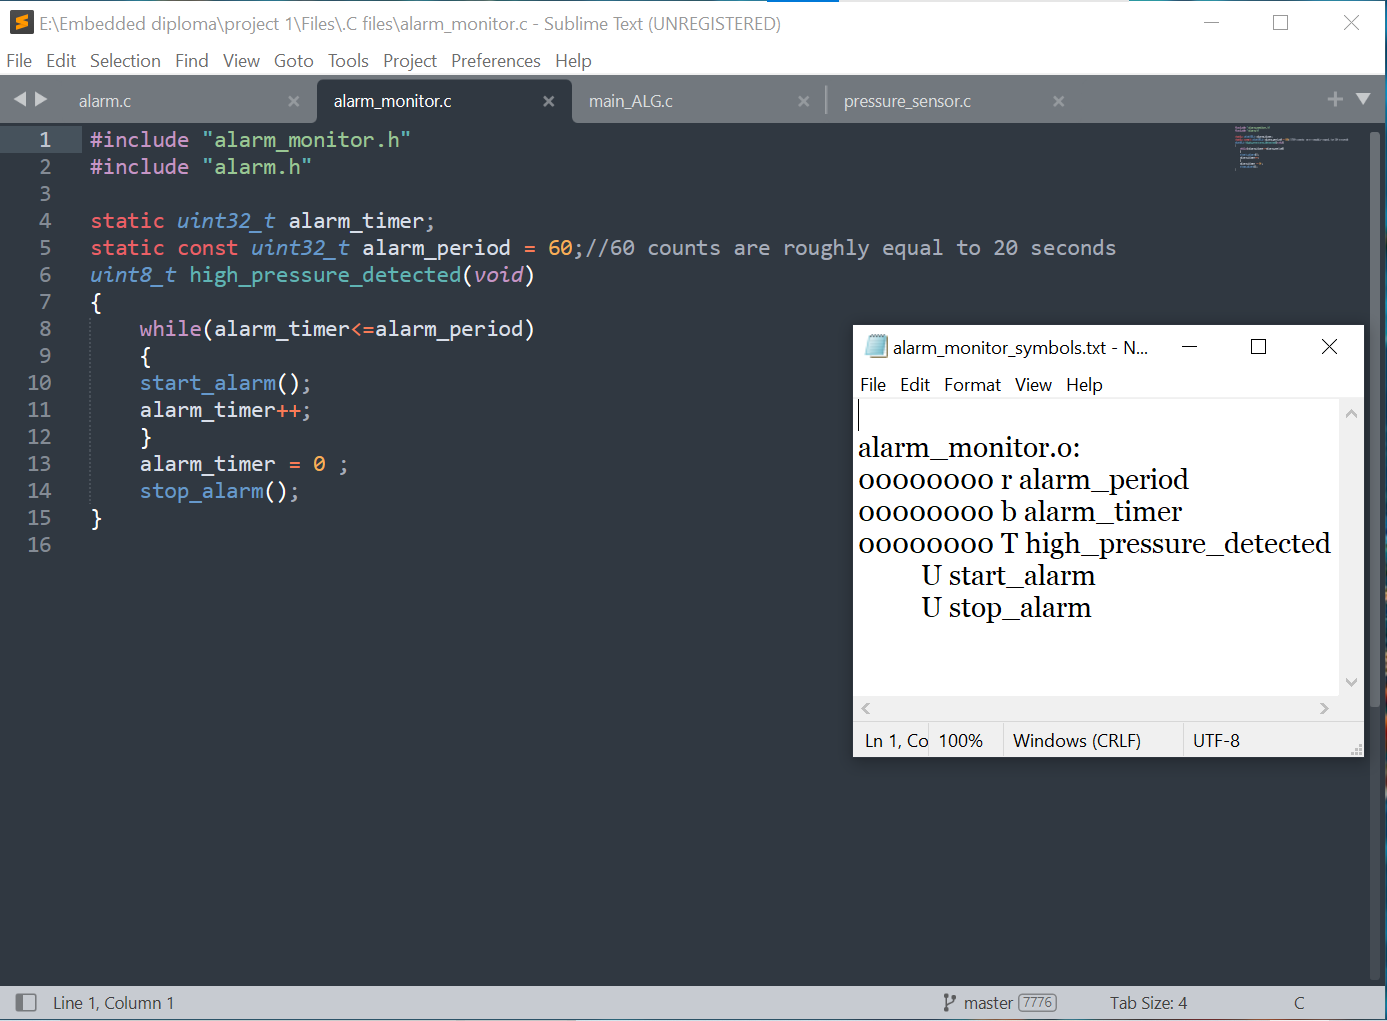 E:\Embedded diploma\project 1\Files\.C files\alarm_monitor.c - Sublime Text (UNREGISTERED)
File Edit Selection Find View Goto Tools Project Preferences Help
alarm.c alarm_monitor.c main_ALG.c pressure_sensor.c
1 #include "alarm_monitor.h"
2 #include "alarm.h"
3
4 static uint32_t alarm_timer;
5 static const uint32_t alarm_period = 60;//60 counts are roughly equal to 20 seconds
6 uint8_t high_pressure_detected(void)
7 {
8 while(alarm_timer<=alarm_period)
9 {
10 start_alarm();
11 alarm_timer++;
12 }
13 alarm_timer = 0 ;
14 stop_alarm();
15 }
16
alarm_monitor_symbols.txt - N...
File Edit Format View Help
alarm_monitor.o:
00000000 r alarm_period
00000000 b alarm_timer
00000000 T high_pressure_detected
U start_alarm
U stop_alarm
Ln 1, Co 100% Windows (CRLF) UTF-8
Line 1, Column 1 master 7776 Tab Size: 4 C